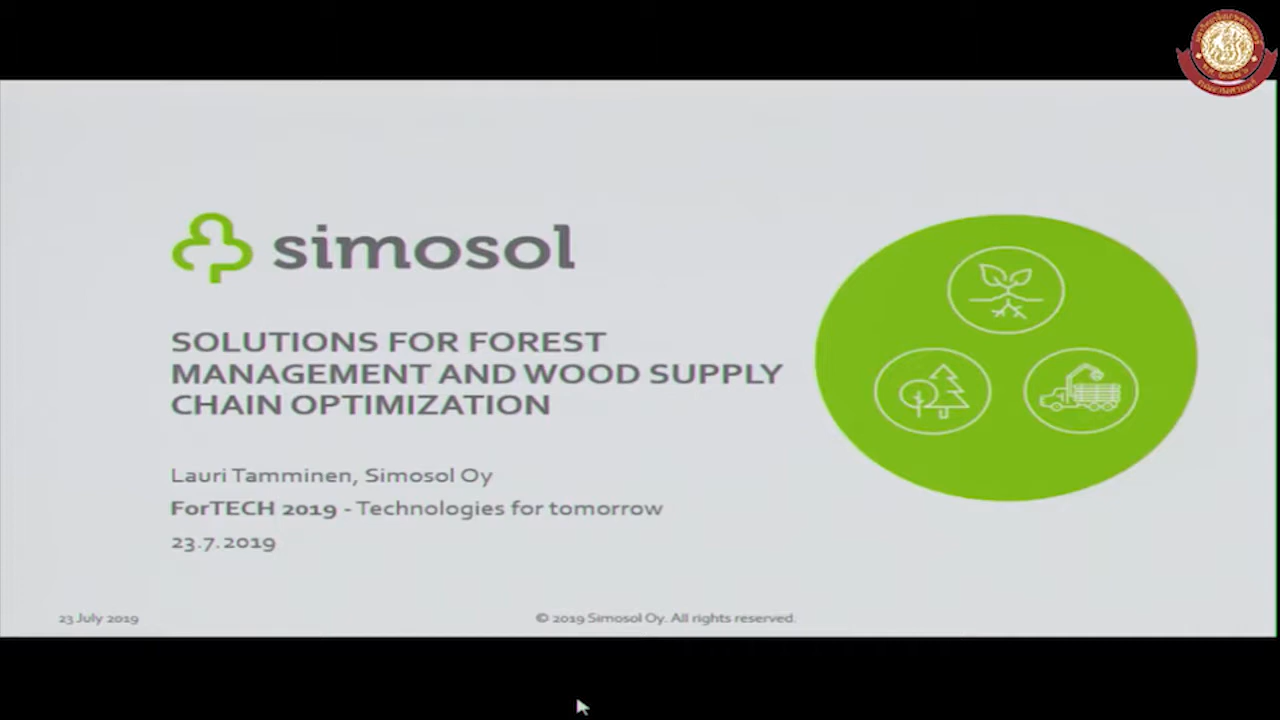 simosol
SOLUTIONS FOR FOREST
MANAGEMENT AND WOOD SUPPLY
CHAIN OPTIMIZATION
Lauri Tamminen, Simosol Oy
ForTECH 2019 - Technologies for tomorrow
23.7.2019
23 July 2019
© 2019 Simosol Oy. All rights reserved.